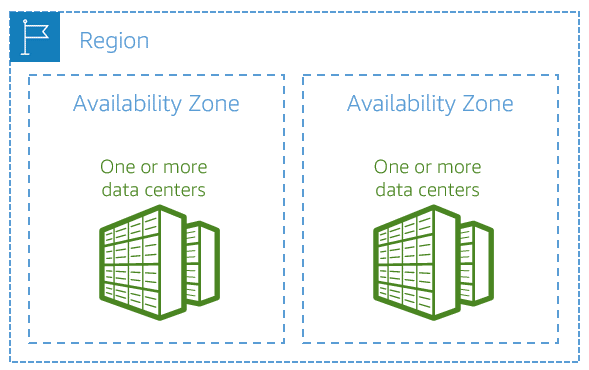 Region
Availability Zone
One or more
data centers
Availability Zone
One or more
data centers